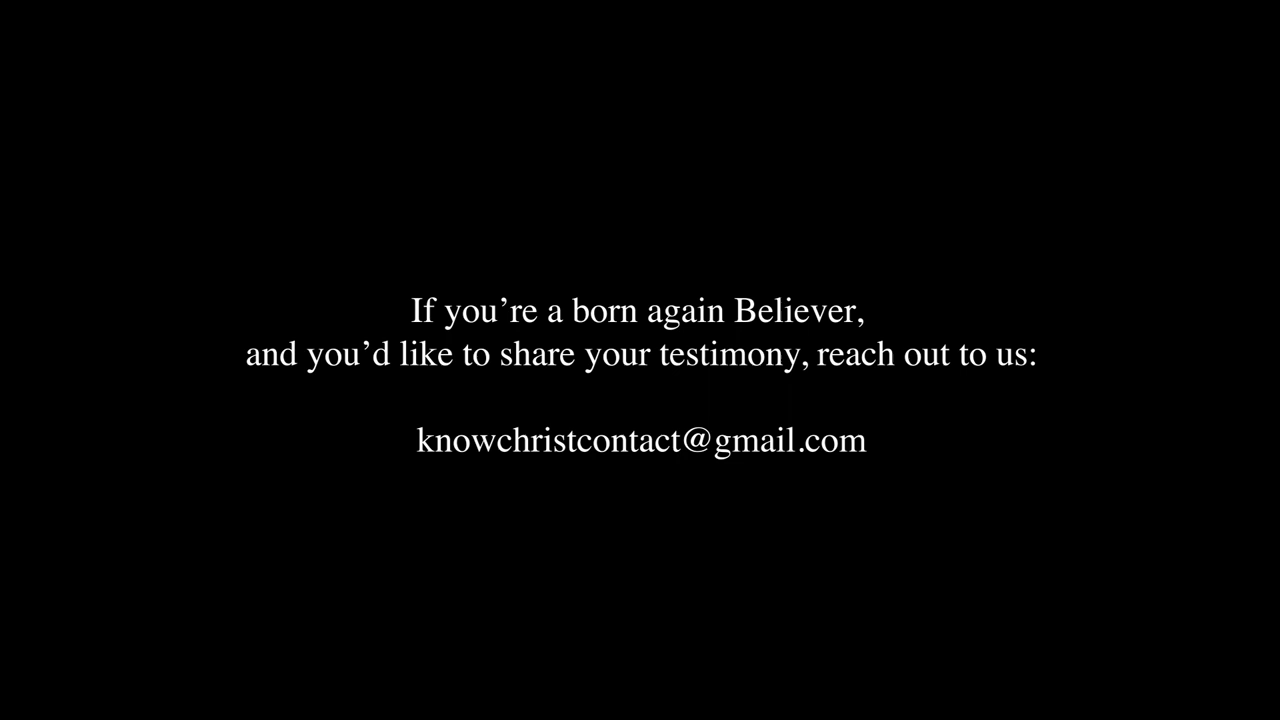 If you’re a born again Believer,
and you’d like to share your testimony, reach out to us:
knowchristcontact@gmail.com